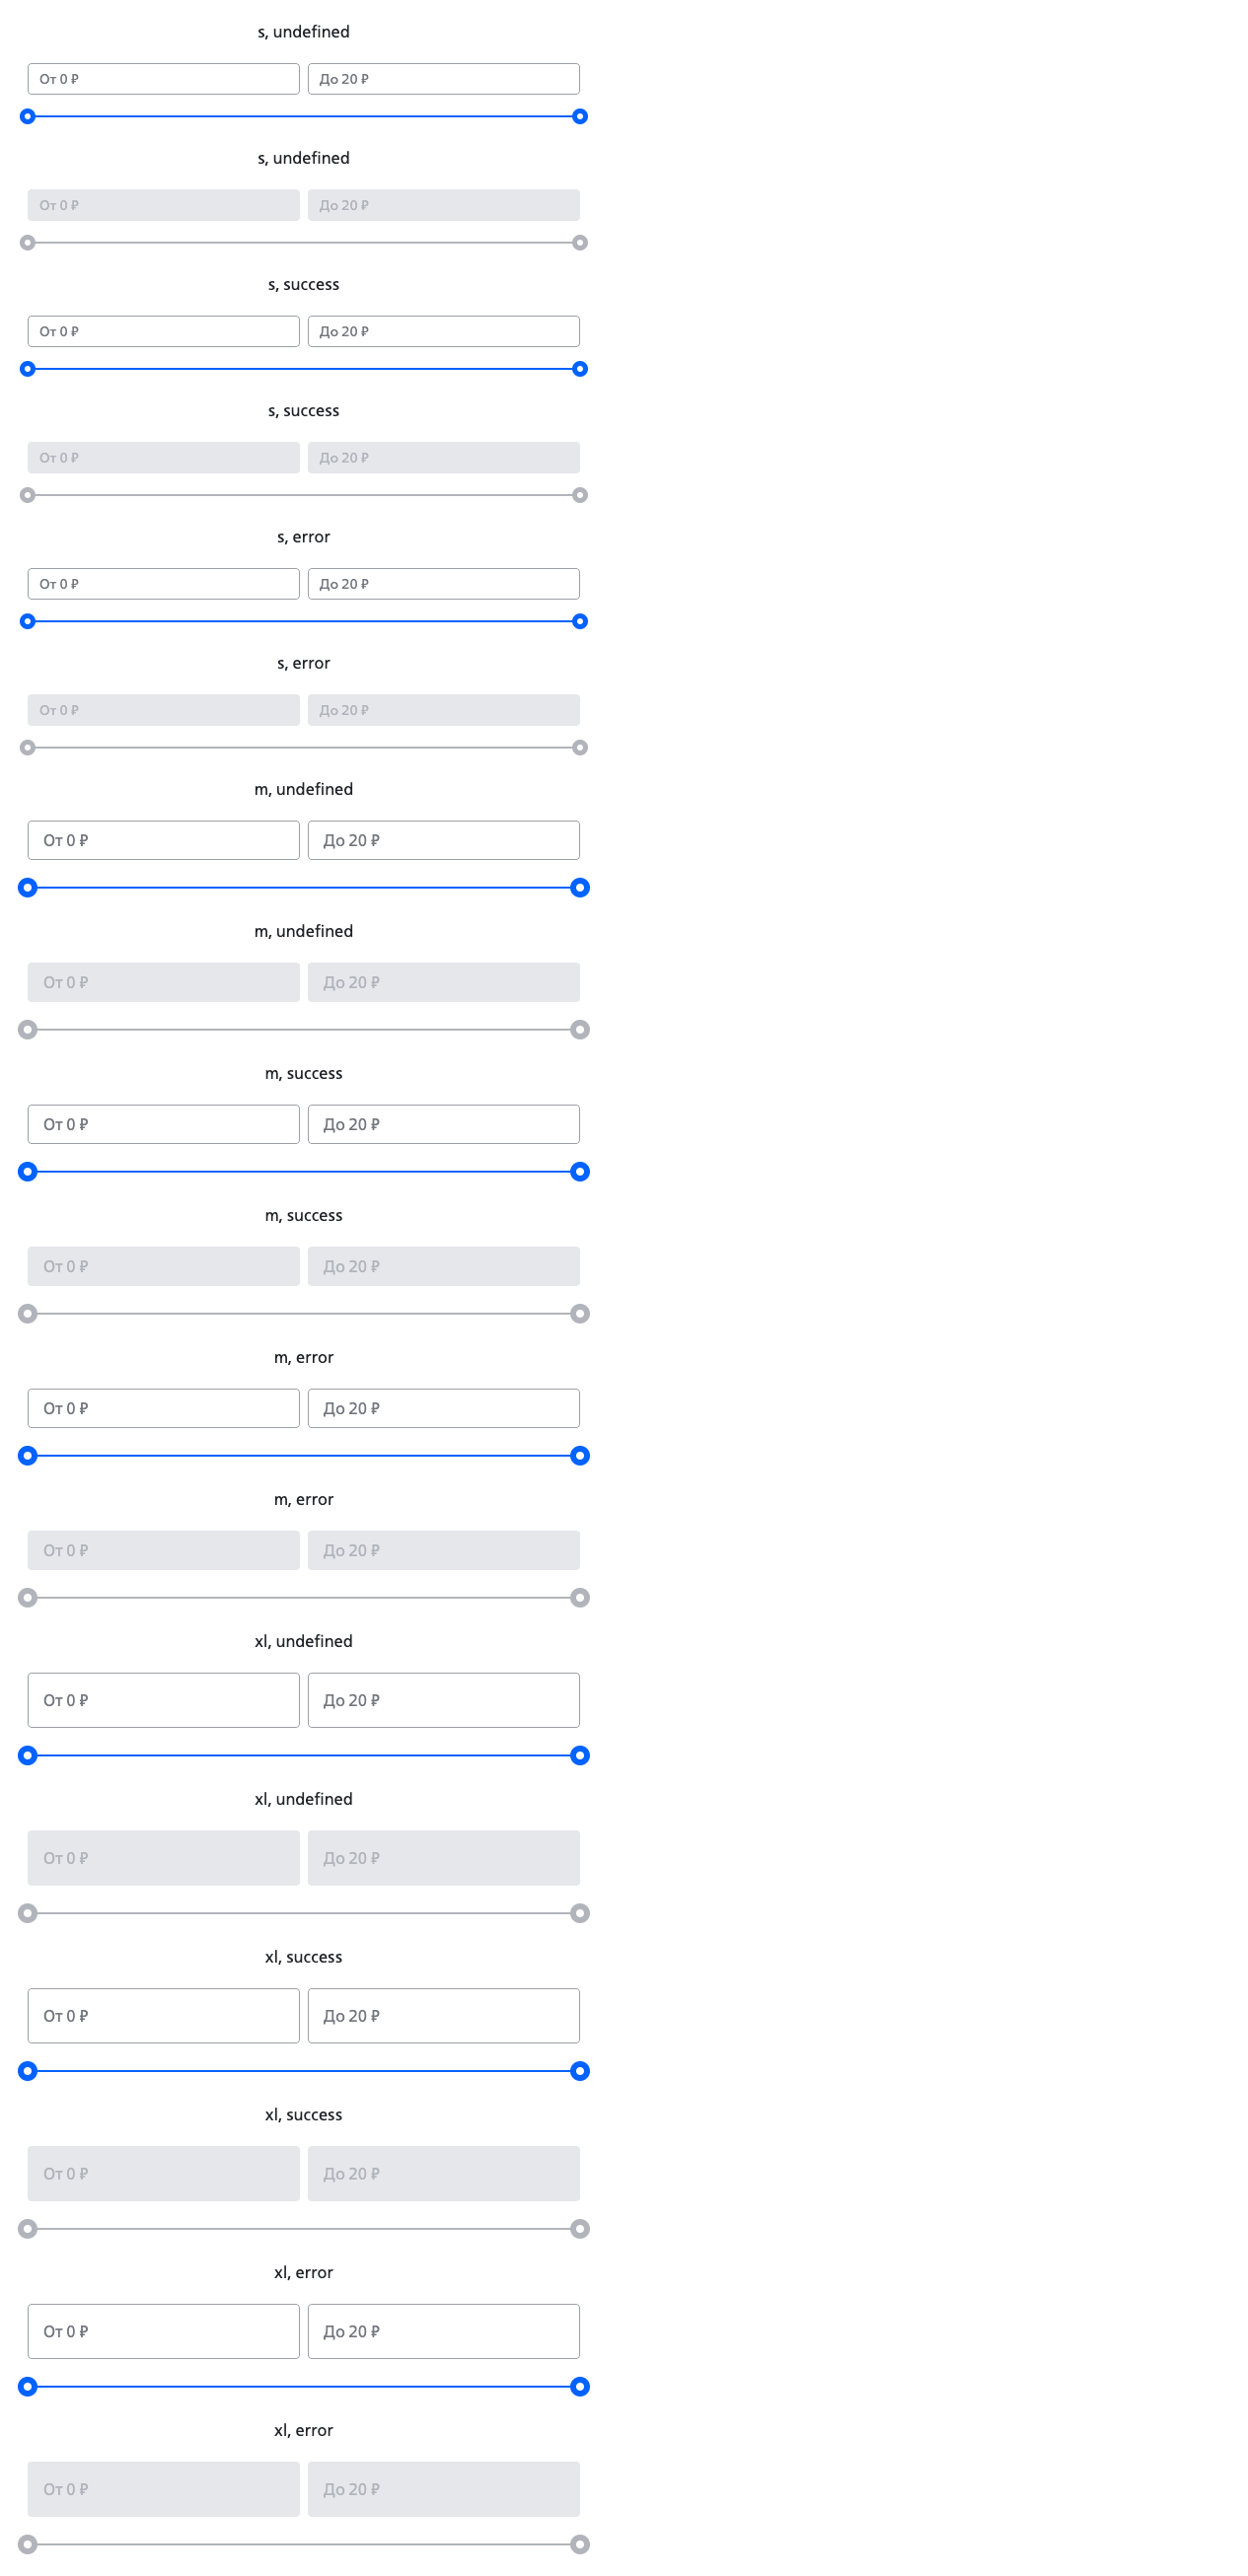 s, undefined
От 0 ₽ До 20 ₽
s, undefined
От 0 ₽ До 20 ₽
s, success
От 0 ₽ До 20 ₽
s, success
От 0 ₽ До 20 ₽
s, error
От 0 ₽ До 20 ₽
s, error
От 0 ₽ До 20 ₽
m, undefined
От 0 ₽ До 20 ₽
m, undefined
От 0 ₽ До 20 ₽
m, success
От 0 ₽ До 20 ₽
m, success
От 0 ₽ До 20 ₽
m, error
От 0 ₽ До 20 ₽
m, error
От 0 ₽ До 20 ₽
xl, undefined
От 0 ₽ До 20 ₽
xl, undefined
От 0 ₽ До 20 ₽
xl, success
От 0 ₽ До 20 ₽
xl, success
От 0 ₽ До 20 ₽
xl, error
От 0 ₽ До 20 ₽
xl, error
От 0 ₽ До 20 ₽